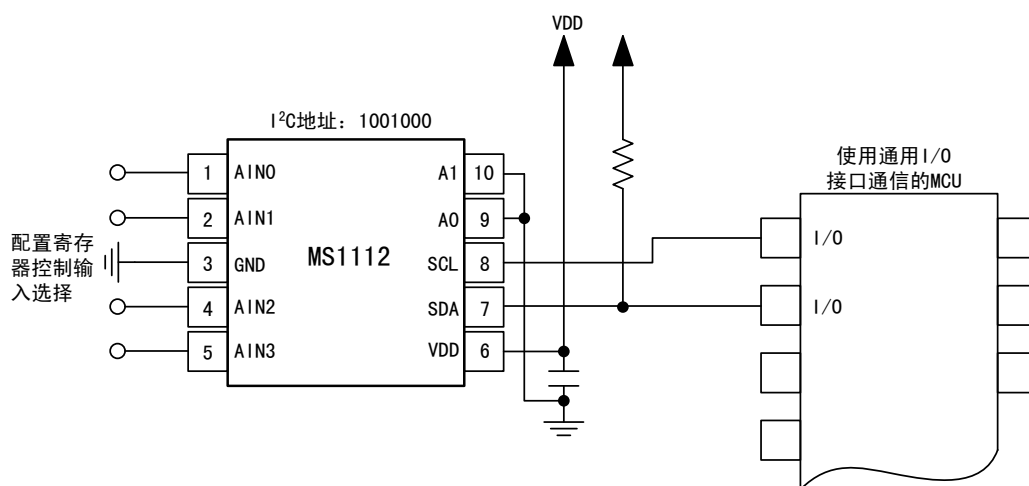 VDD
I²C地址：1001000
使用通用I/O
接口通信的MCU
1 AIN0 A1 10
2 AIN1 A0 9
3 GND MS1112 SCL 8
4 AIN2 SDA 7
5 AIN3 VDD 6
配置寄存
器控制输
入选择
I/O
I/O